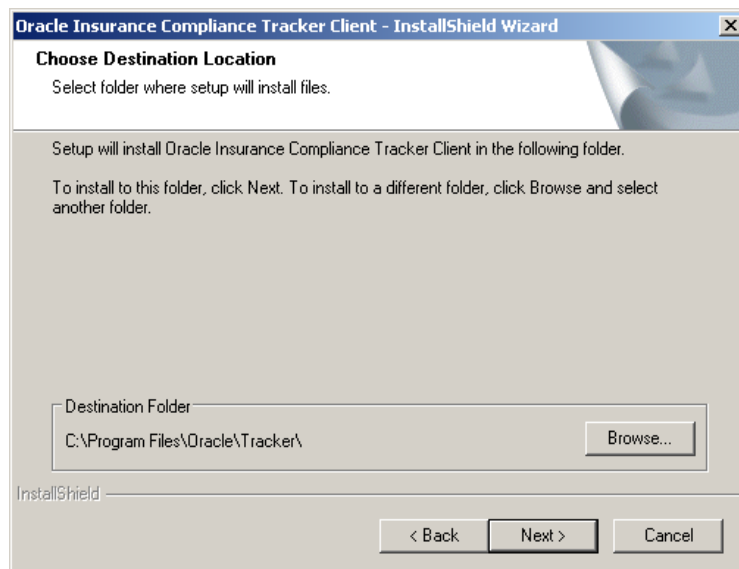 Oracle Insurance Compliance Tracker Client - InstallShield Wizard
Choose Destination Location
Select folder where setup will install files.
Setup will install Oracle Insurance Compliance Tracker Client in the following folder.
To install to this folder, click Next. To install to a different folder, click Browse and select
another folder.
Destination Folder
C:\Program Files\Oracle\Tracker\
Browse...
InstallShield
< Back
Next >
Cancel